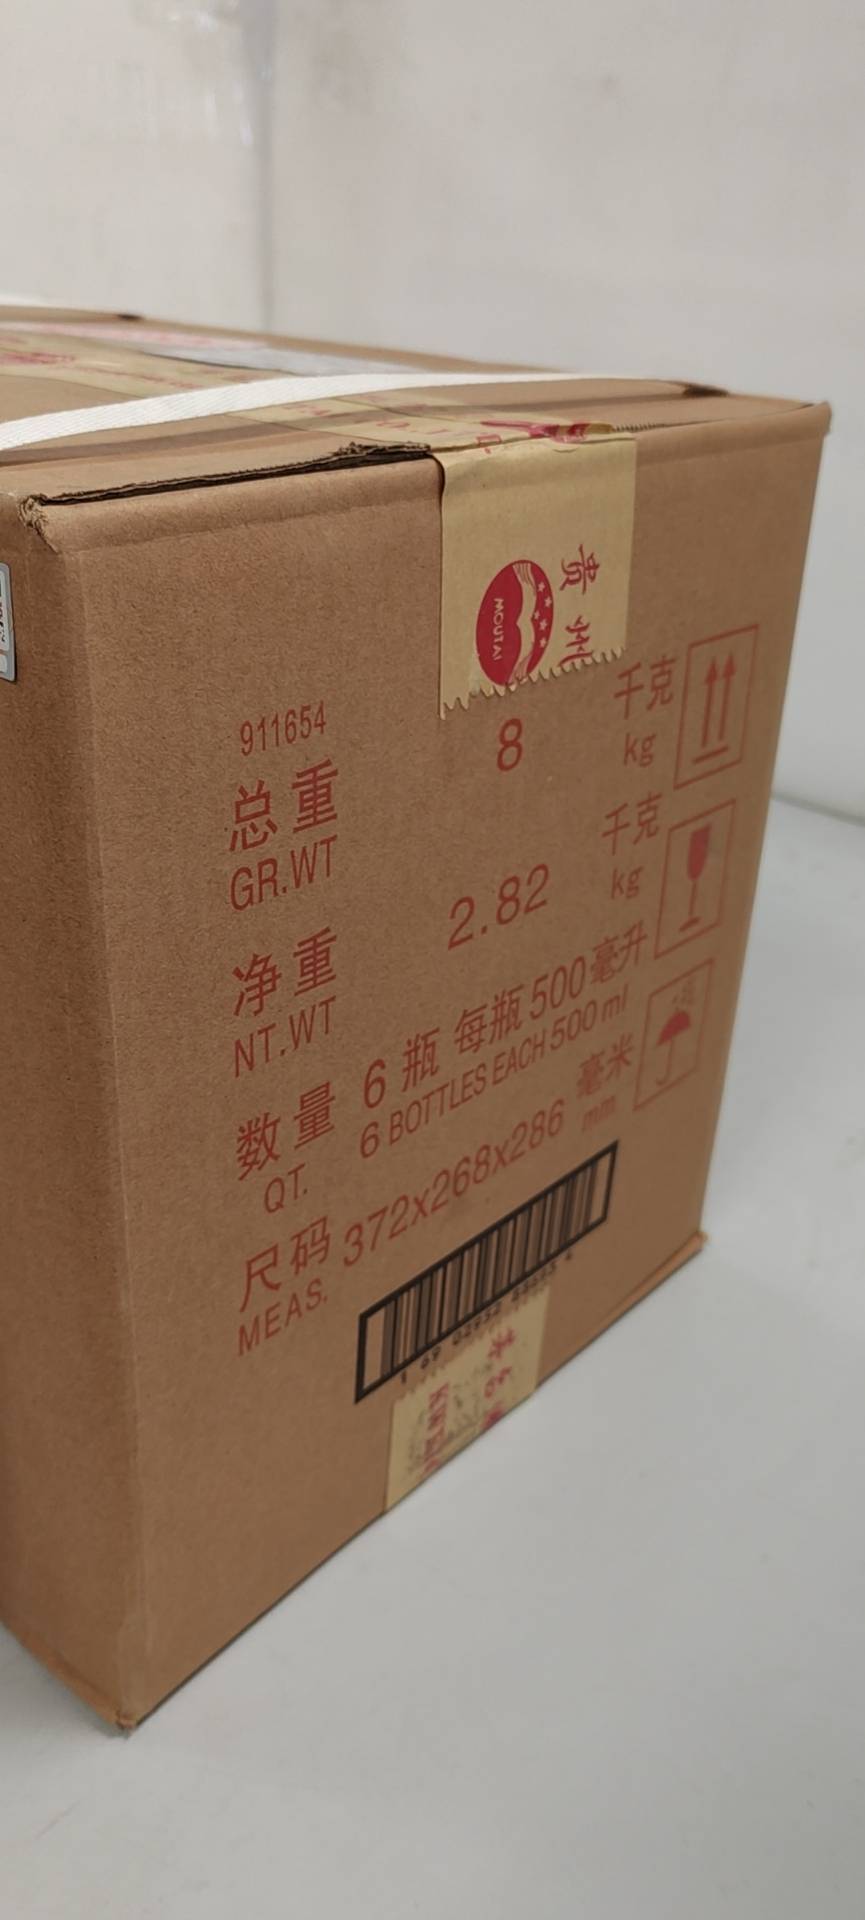 贵州
MOUTAI
911654
总重 8 千克
GR.WT kg
净重 2.82 千克
NT.WT kg
数量 6瓶 每瓶500毫升
QT. 6 BOTTLES EACH 500 ml
尺码 372x268x286 毫米
MEAS. mm